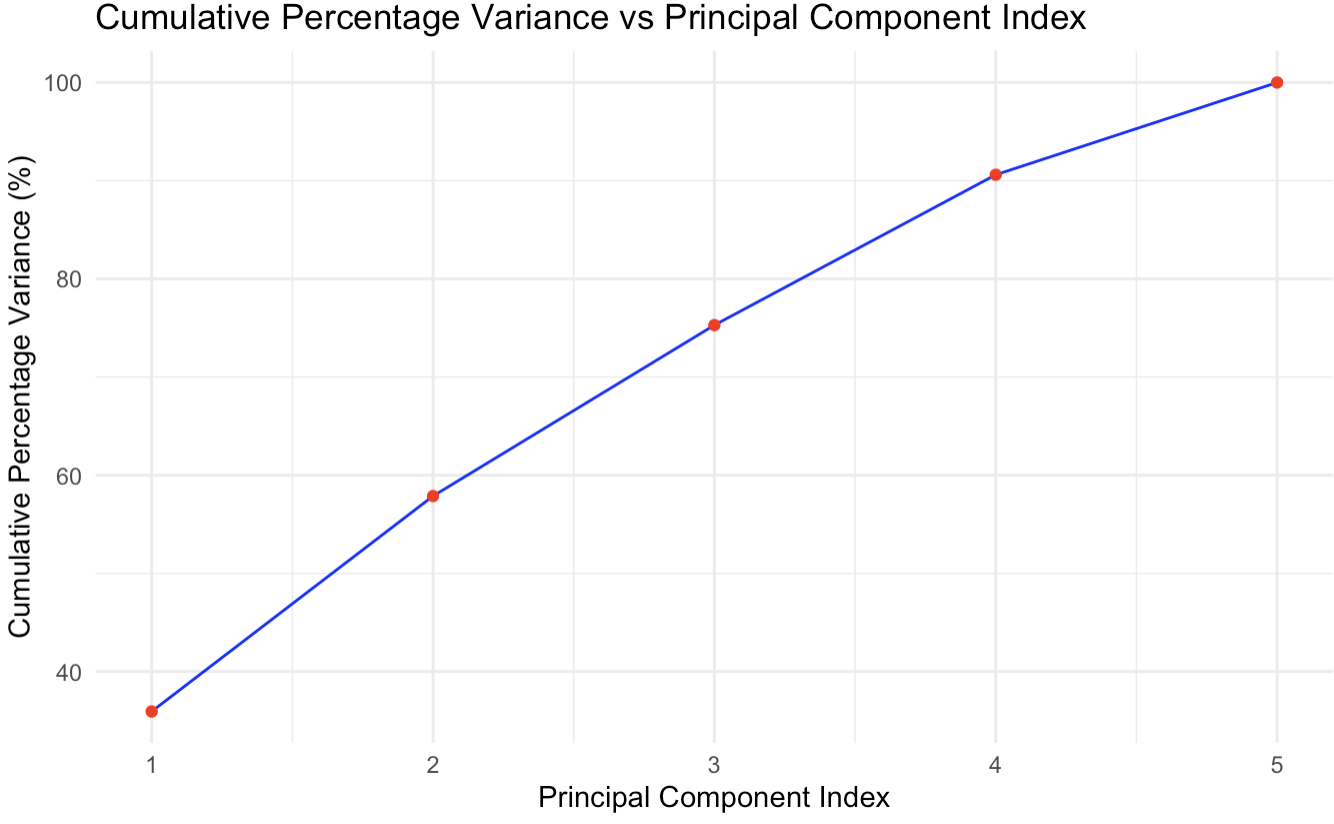 Cumulative Percentage Variance vs Principal Component Index
Cumulative Percentage Variance (%)
100
80
60
40
1 2 3 4 5
Principal Component Index